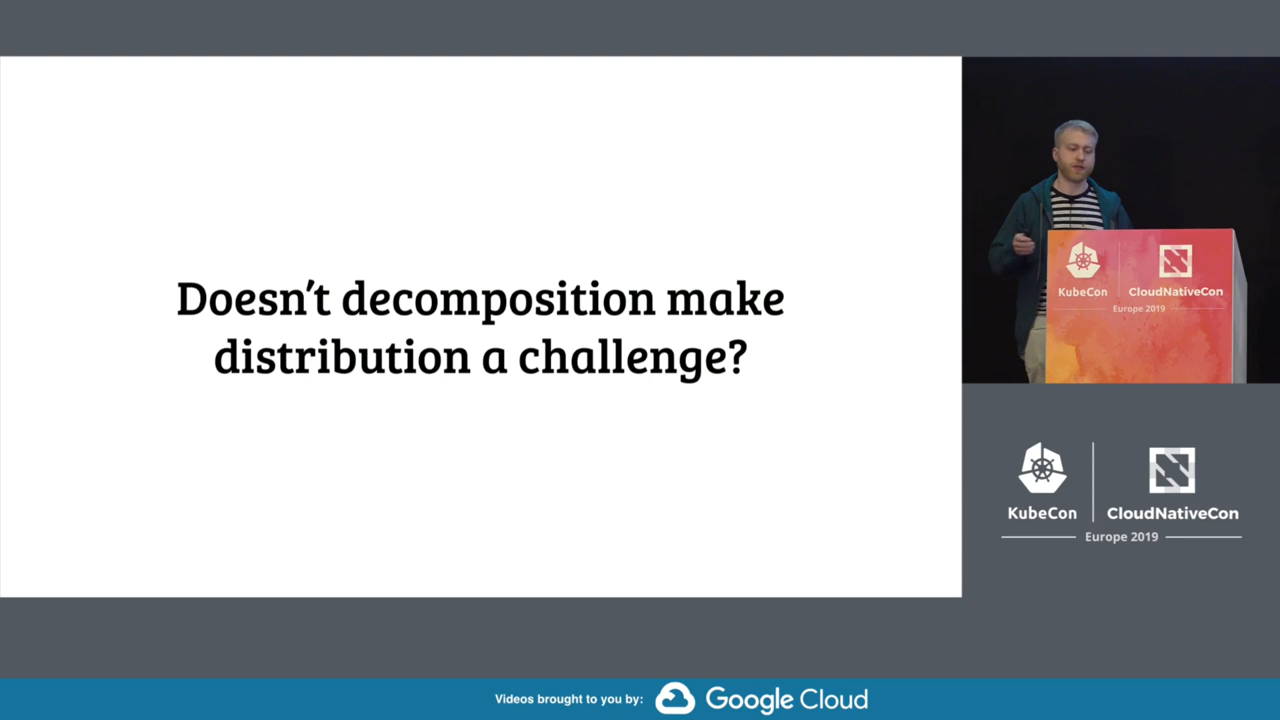 Doesn't decomposition make
distribution a challenge?
KubeCon
CloudNativeCon
Europe 2019
KubeCon
CloudNativeCon
Europe 2019
Videos brought to you by:
Google Cloud